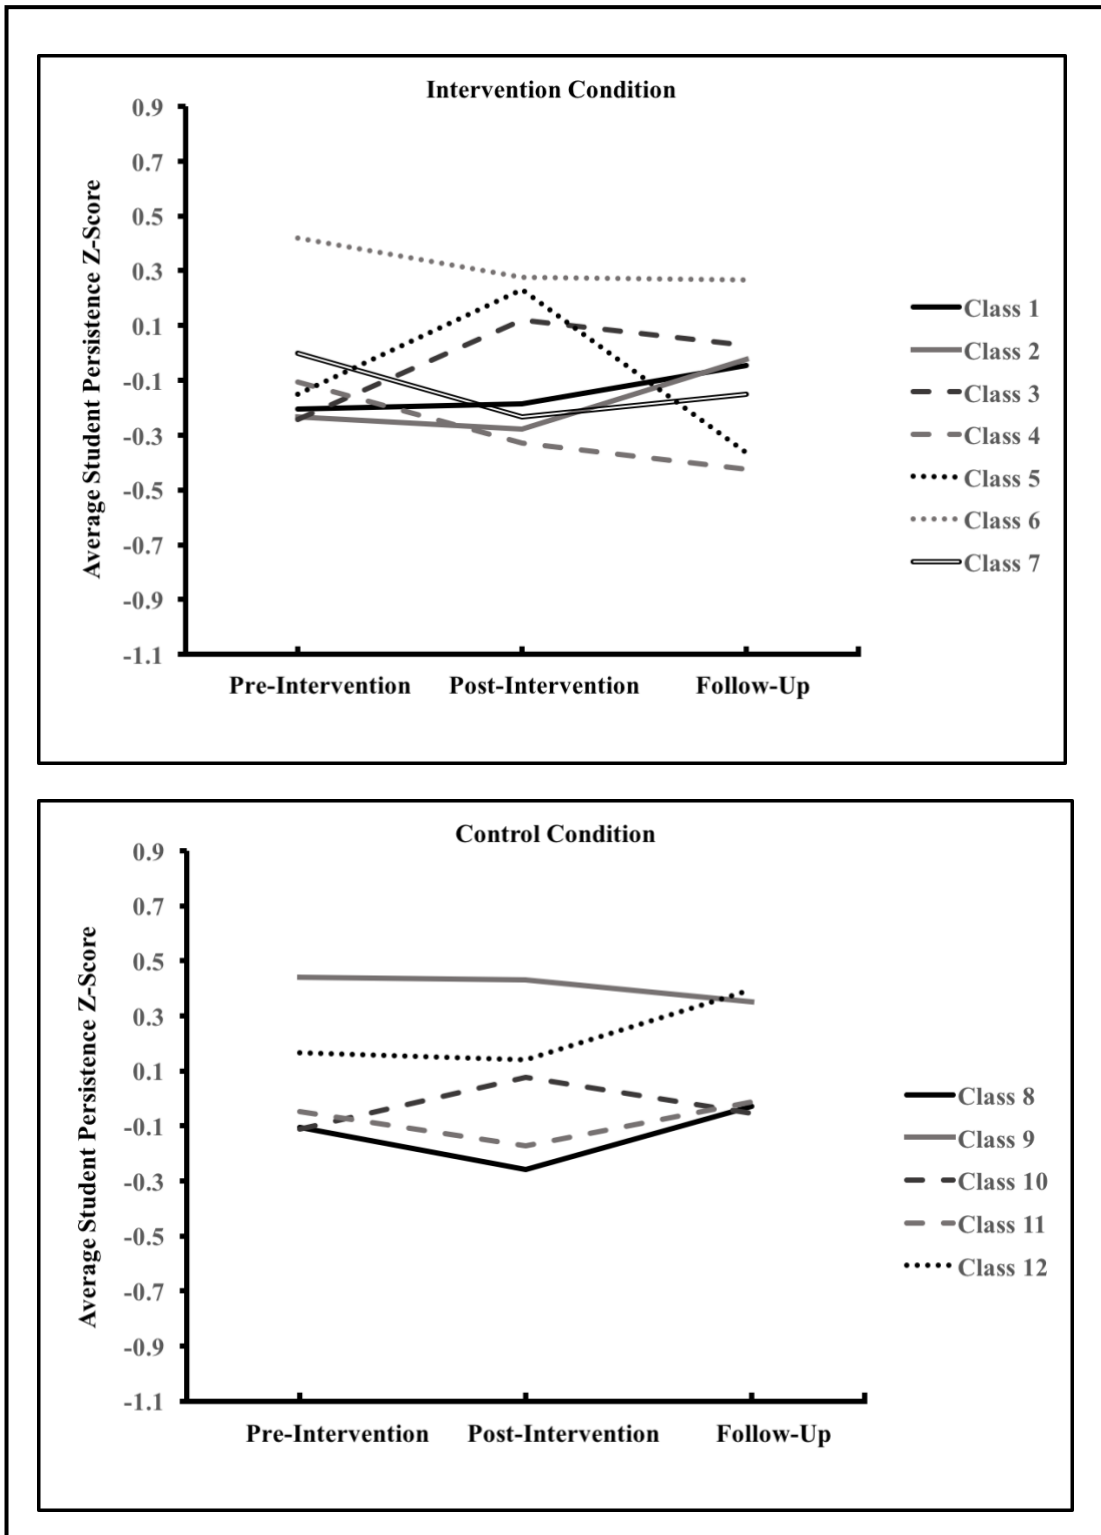 Intervention Condition
Average Student Persistence Z-Score
0.9
0.7
0.5
0.3
0.1
-0.1
-0.3
-0.5
-0.7
-0.9
-1.1
Pre-Intervention Post-Intervention Follow-Up
Class 1
Class 2
Class 3
Class 4
Class 5
Class 6
Class 7
Control Condition
Average Student Persistence Z-Score
0.9
0.7
0.5
0.3
0.1
-0.1
-0.3
-0.5
-0.7
-0.9
-1.1
Pre-Intervention Post-Intervention Follow-Up
Class 8
Class 9
Class 10
Class 11
Class 12